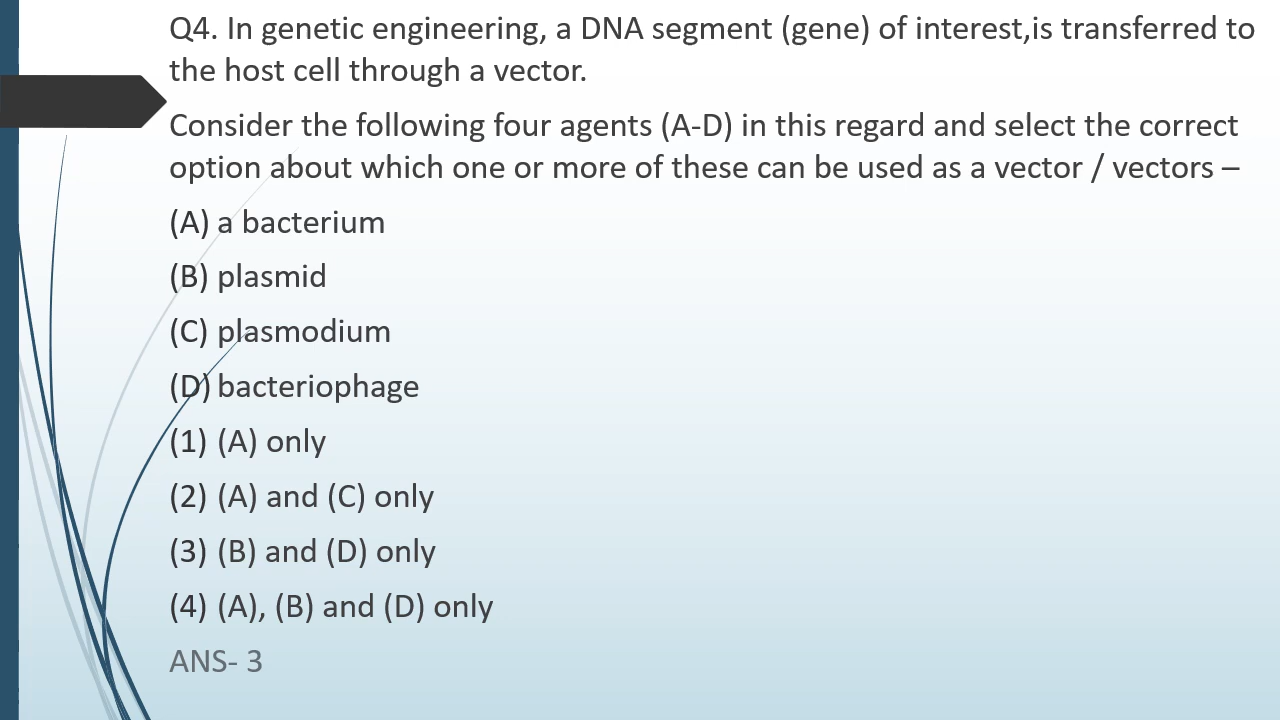 Q4. In genetic engineering, a DNA segment (gene) of interest,is transferred to
the host cell through a vector.
Consider the following four agents (A-D) in this regard and select the correct
option about which one or more of these can be used as a vector / vectors –
(A) a bacterium
(B) plasmid
(C) plasmodium
(D) bacteriophage
(1) (A) only
(2) (A) and (C) only
(3) (B) and (D) only
(4) (A), (B) and (D) only
ANS- 3